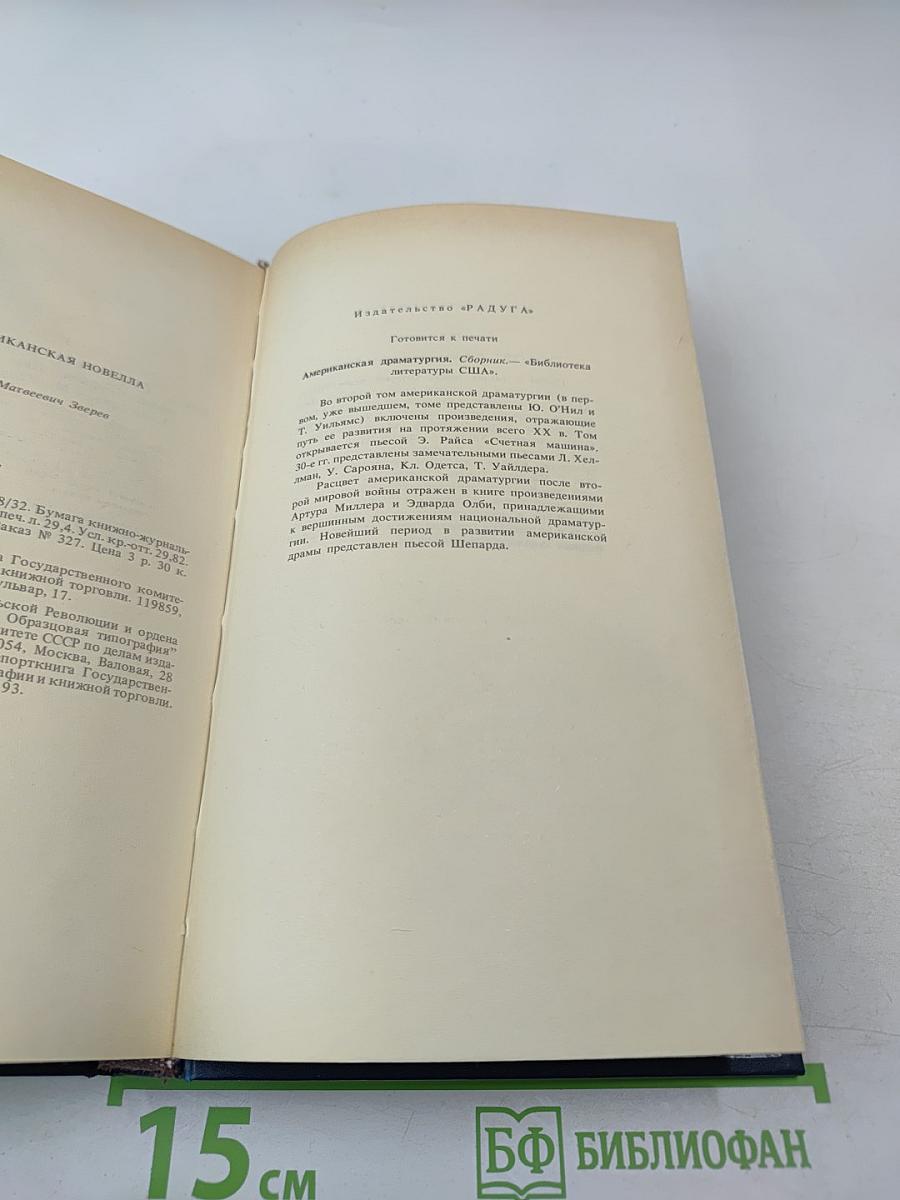 ИКАНСКАЯ НОВЕЛЛА
Матвеевич Зверев
8/32. Бумага книжно-журналь-
печ. л. 29,4. Усл. кр.-отт. 29,82.
Заказ № 327. Цена 3 р. 30 к.
Государственного комите-
книжной торговли. 119859,
ульвар, 17.
ьской Революции и ордена
Образцовая типография"
итете СССР по делам изда-
054, Москва, Валовая, 28
порткнига Государствен-
афии и книжной торговли.
93.
Издательство «РАДУГА»
Готовится к печати
Американская драматургия. Сборник.— «Библиотека
литературы США».
Во второй том американской драматургии (в пер-
вом, уже вышедшем, томе представлены Ю. О'Нил и
Т. Уильямс) включены произведения, отражающие
путь ее развития на протяжении всего XX в. Том
открывается пьесой Э. Райса «Счетная машина».
30-е гг. представлены замечательными пьесами Л. Хел-
лман, У. Сарояна, Кл. Одетса, Т. Уайлдера.
Расцвет американской драматургии после вто-
рой мировой войны отражен в книге произведениями
Артура Миллера и Эдварда Олби, принадлежащими
к вершинным достижениям национальной драматур-
гии. Новейший период в развитии американской
драмы представлен пьесой Шепарда.
15 см
БФ БИБЛИОФАН